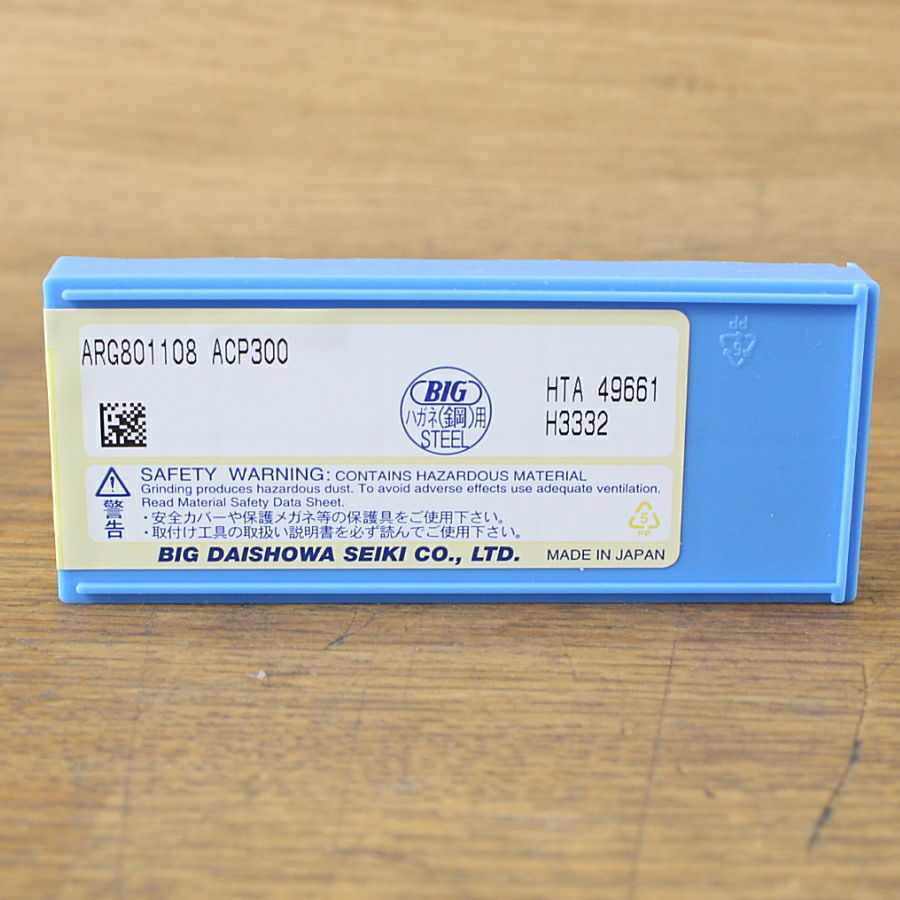 ARG801108 ACP300
BIG
ハガネ(鋼)用
STEEL
HTA 49661
H3332
SAFETY WARNING: CONTAINS HAZARDOUS MATERIAL
Grinding produces hazardous dust. To avoid adverse effects use adequate ventilation.
Read Material Safety Data Sheet.
警告
・安全カバーや保護メガネ等の保護具をご使用下さい。
・取付け工具の取扱い説明書を必ず読んでご使用下さい。
5
PP
BIG DAISHOWA SEIKI CO., LTD.
MADE IN JAPAN
5
PP